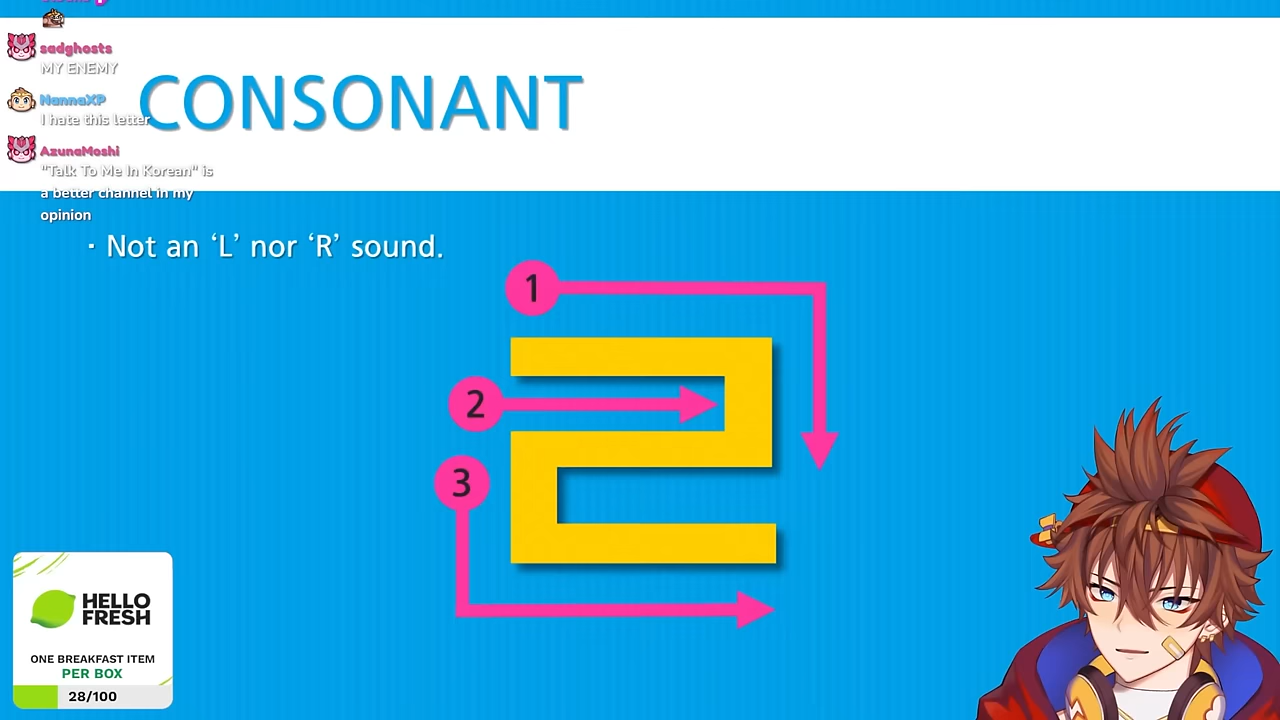 sadghosts
MY ENEMY
NannaXP
I hate this letter
AzunaMoshi
"Talk To Me In Korean" is
a better channel in my
opinion
CONSONANT
· Not an ‘L’ nor ‘R’ sound.
1
2
3
ㄹ
HELLO
FRESH
ONE BREAKFAST ITEM
PER BOX
28/100